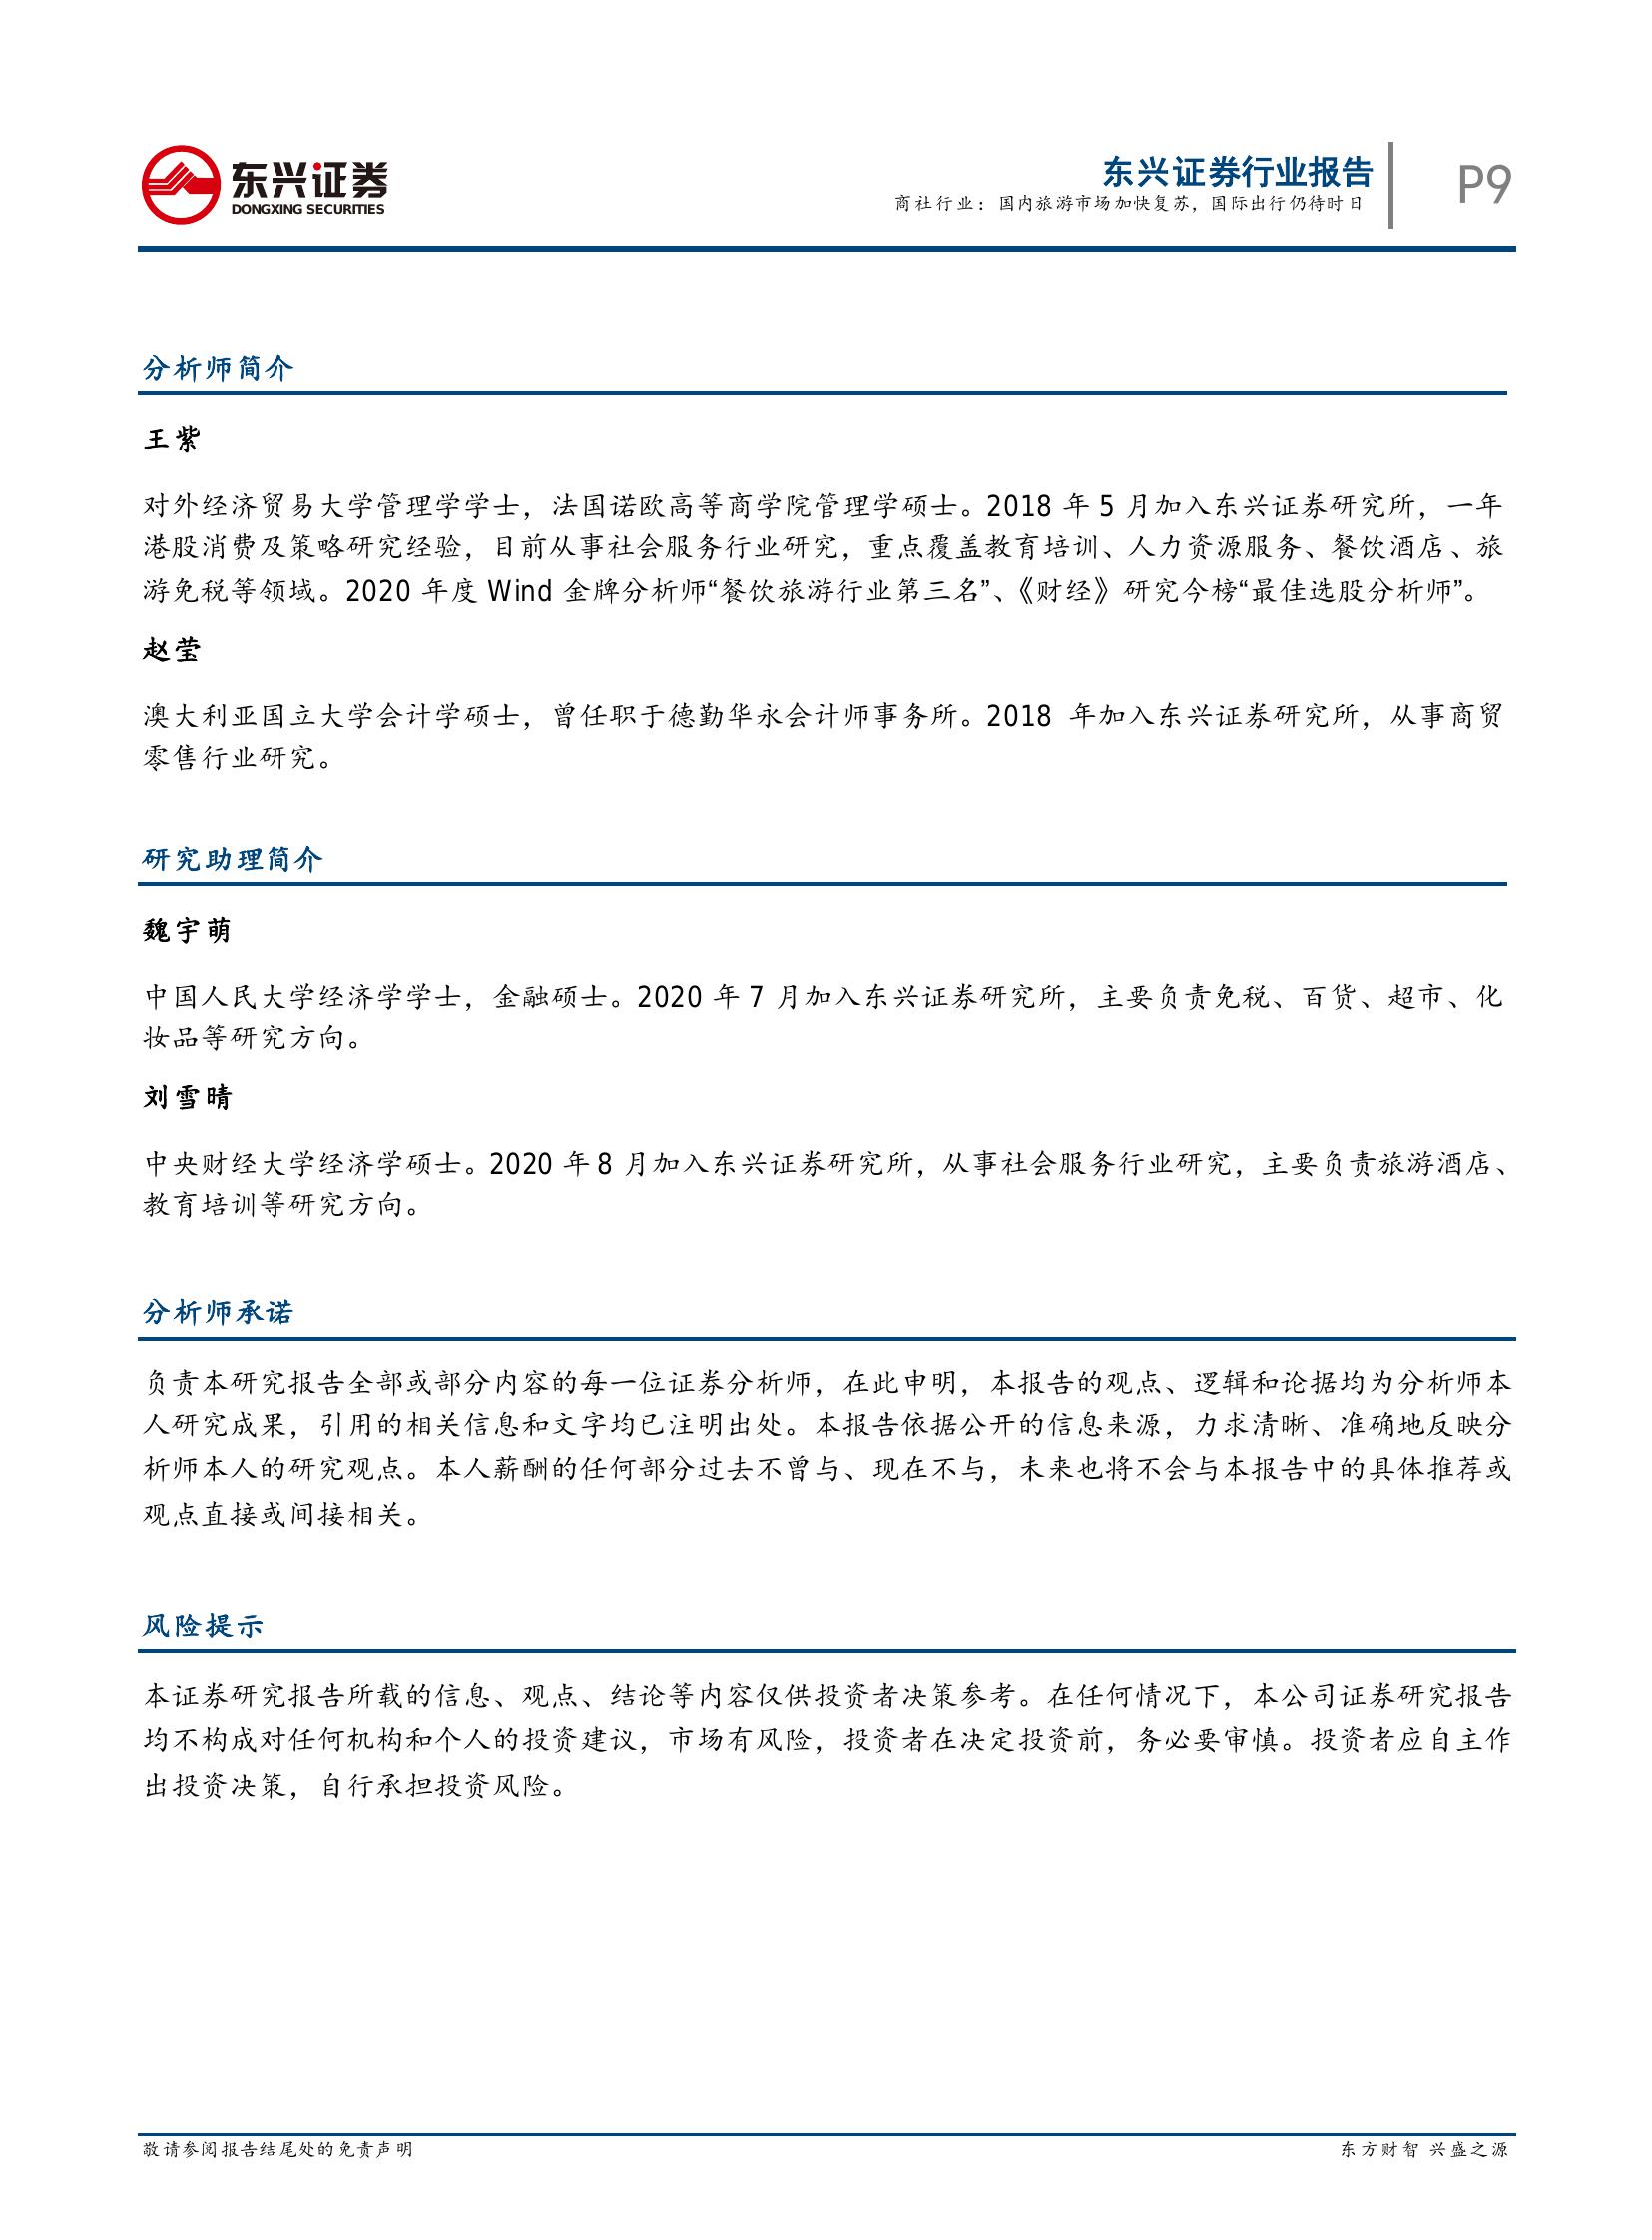 东兴证券
DONGXING SECURITIES
东兴证券行业报告
商社行业：国内旅游市场加快复苏，国际出行仍待时日
P9
分析师简介
王紫
对外经济贸易大学管理学学士，法国诺欧高等商学院管理学硕士。2018 年 5 月加入东兴证券研究所，一年
港股消费及策略研究经验，目前从事社会服务行业研究，重点覆盖教育培训、人力资源服务、餐饮酒店、旅
游免税等领域。2020 年度 Wind 金牌分析师“餐饮旅游行业第三名”、《财经》研究今榜“最佳选股分析师”。
赵莹
澳大利亚国立大学会计学硕士，曾任职于德勤华永会计师事务所。2018 年加入东兴证券研究所，从事商贸
零售行业研究。
研究助理简介
魏宇萌
中国人民大学经济学学士，金融硕士。2020 年 7 月加入东兴证券研究所，主要负责免税、百货、超市、化
妆品等研究方向。
刘雪晴
中央财经大学经济学硕士。2020 年 8 月加入东兴证券研究所，从事社会服务行业研究，主要负责旅游酒店、
教育培训等研究方向。
分析师承诺
负责本研究报告全部或部分内容的每一位证券分析师，在此申明，本报告的观点、逻辑和论据均为分析师本
人研究成果，引用的相关信息和文字均已注明出处。本报告依据公开的信息来源，力求清晰、准确地反映分
析师本人的研究观点。本人薪酬的任何部分过去不曾与、现在不与，未来也将不会与本报告中的具体推荐或
观点直接或间接相关。
风险提示
本证券研究报告所载的信息、观点、结论等内容仅供投资者决策参考。在任何情况下，本公司证券研究报告
均不构成对任何机构和个人的投资建议，市场有风险，投资者在决定投资前，务必要审慎。投资者应自主作
出投资决策，自行承担投资风险。
敬请参阅报告结尾处的免责声明
东方财智 兴盛之源